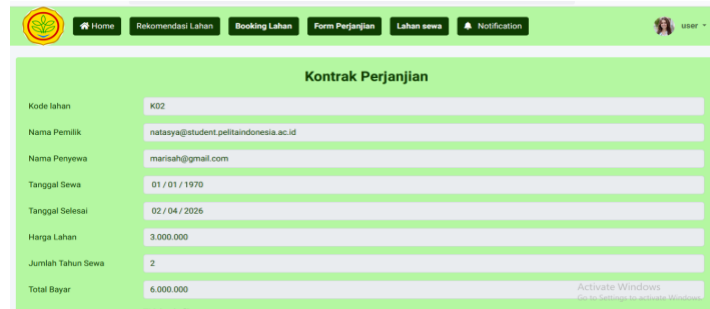 Home Rekomendasi Lahan Booking Lahan Form Perjanjian Lahan sewa Notification user
Kontrak Perjanjian
Kode lahan K02
Nama Pemilik natasya@student.pelitaindonesia.ac.id
Nama Penyewa marisah@gmail.com
Tanggal Sewa 01 / 01 / 1970
Tanggal Selesai 02 / 04 / 2026
Harga Lahan 3.000.000
Jumlah Tahun Sewa 2
Total Bayar 6.000.000
Activate Windows
Go to Settings to activate Windows.